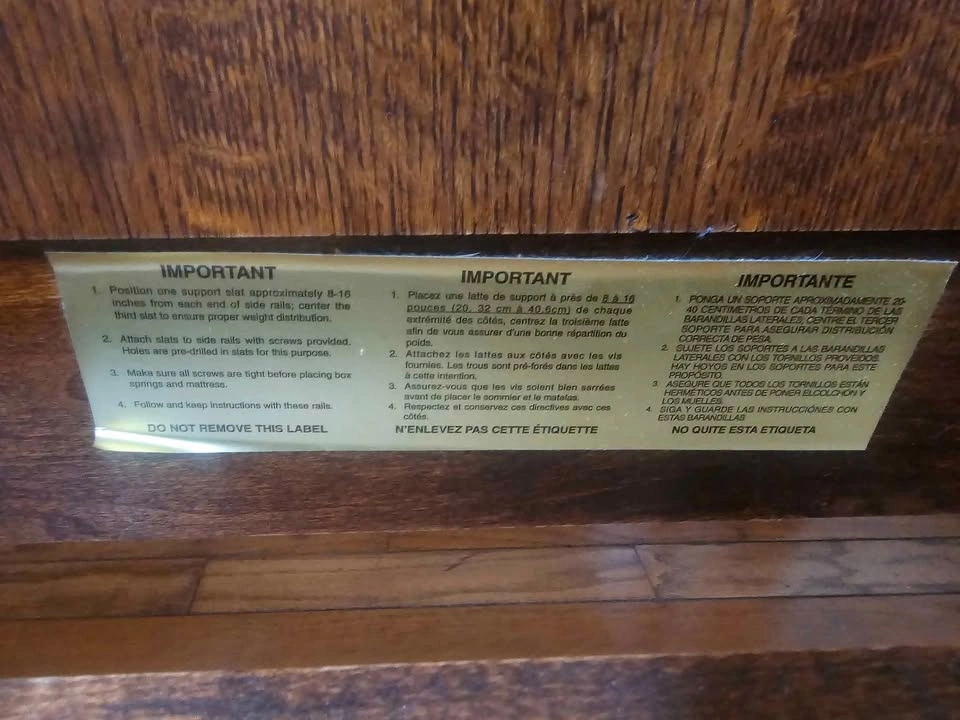 IMPORTANT
1. Position one support slat approximately 8-16
inches from each end of side rails; center the
third slat to ensure proper weight distribution.
2. Attach slats to side rails with screws provided.
Holes are pre-drilled in slats for this purpose.
3. Make sure all screws are tight before placing box
springs and mattress.
4. Follow and keep instructions with these rails.
DO NOT REMOVE THIS LABEL
IMPORTANT
1. Placez une latte de support à près de 8 à 16
pouces (20, 32 cm à 40,6cm) de chaque
extrémité des côtés, centrez la troisième latte
afin de vous assurer d'une bonne répartition du
poids.
2. Attachez les lattes aux côtés avec les vis
fournies. Les trous sont pré-forés dans les lattes
à cette intention.
3. Assurez-vous que les vis soient bien serrées
avant de placer le sommier et le matelas.
4. Respectez et conservez ces directives avec ces
côtés.
N'ENLEVEZ PAS CETTE ÉTIQUETTE
IMPORTANTE
1. PONGA UN SOPORTE APROXIMADAMENTE 20-
40 CENTIMETROS DE CADA TÉRMINO DE LAS
BARANDILLAS LATERALES, CENTRE EL TERCER
SOPORTE PARA ASEGURAR DISTRIBUCIÓN
CORRECTA DE PESA.
2. SUJETE LOS SOPORTES A LAS BARANDILLAS
LATERALES CON LOS TORNILLOS PROVEIDOS.
HAY HOYOS EN LOS SOPORTES PARA ESTE
PROPÓSITO.
3. ASEGURE QUE TODOS LOS TORNILLOS ESTÁN
HERMÉTICOS ANTES DE PONER ELCOLCHON Y
LOS MUELLES.
4. SIGA Y GUARDE LAS INSTRUCCIÓNES CON
ESTAS BARANDILLAS
NO QUITE ESTA ETIQUETA